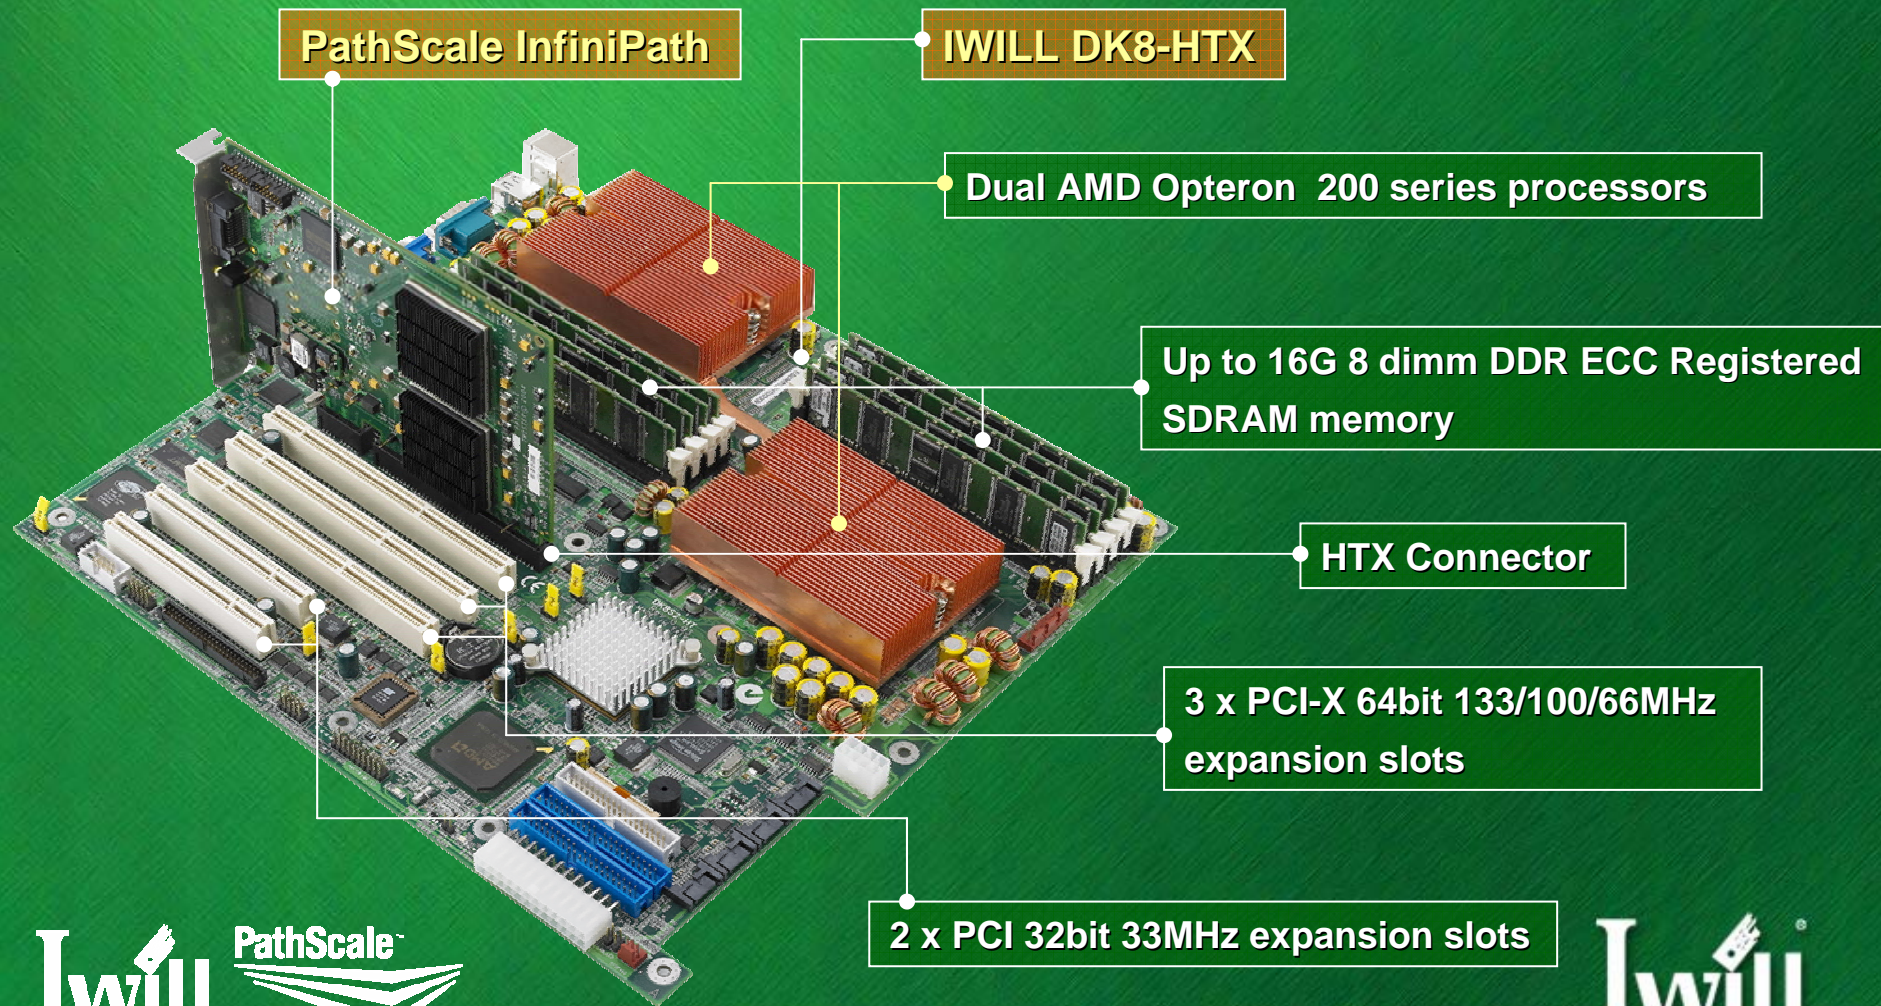 PathScale InfiniPath
IWILL DK8-HTX
Dual AMD Opteron  200 series processors
Up to 16G 8 dimm DDR ECC Registered
SDRAM memory
HTX Connector
3 x PCI-X 64bit 133/100/66MHz
expansion slots
2 x PCI 32bit 33MHz expansion slots
Iwill
PathScale™
Iwill
®
AMD